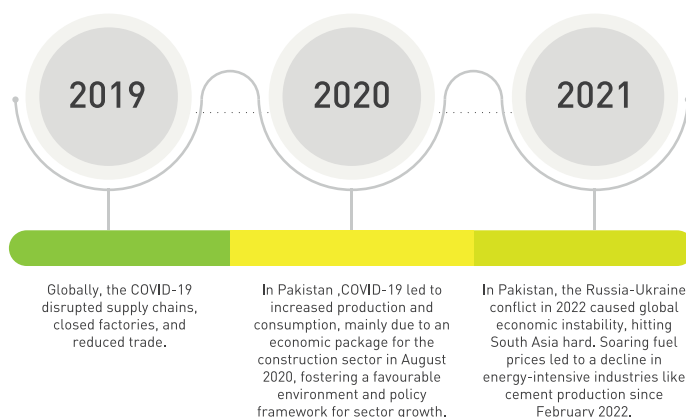 2019
2020
2021
Globally, the COVID-19
disrupted supply chains,
closed factories, and
reduced trade.
In Pakistan ,COVID-19 led to
increased production and
consumption, mainly due to an
economic package for the
construction sector in August
2020, fostering a favourable
environment and policy
framework for sector growth.
In Pakistan, the Russia-Ukraine
conflict in 2022 caused global
economic instability, hitting
South Asia hard. Soaring fuel
prices led to a decline in
energy-intensive industries like
cement production since
February 2022.